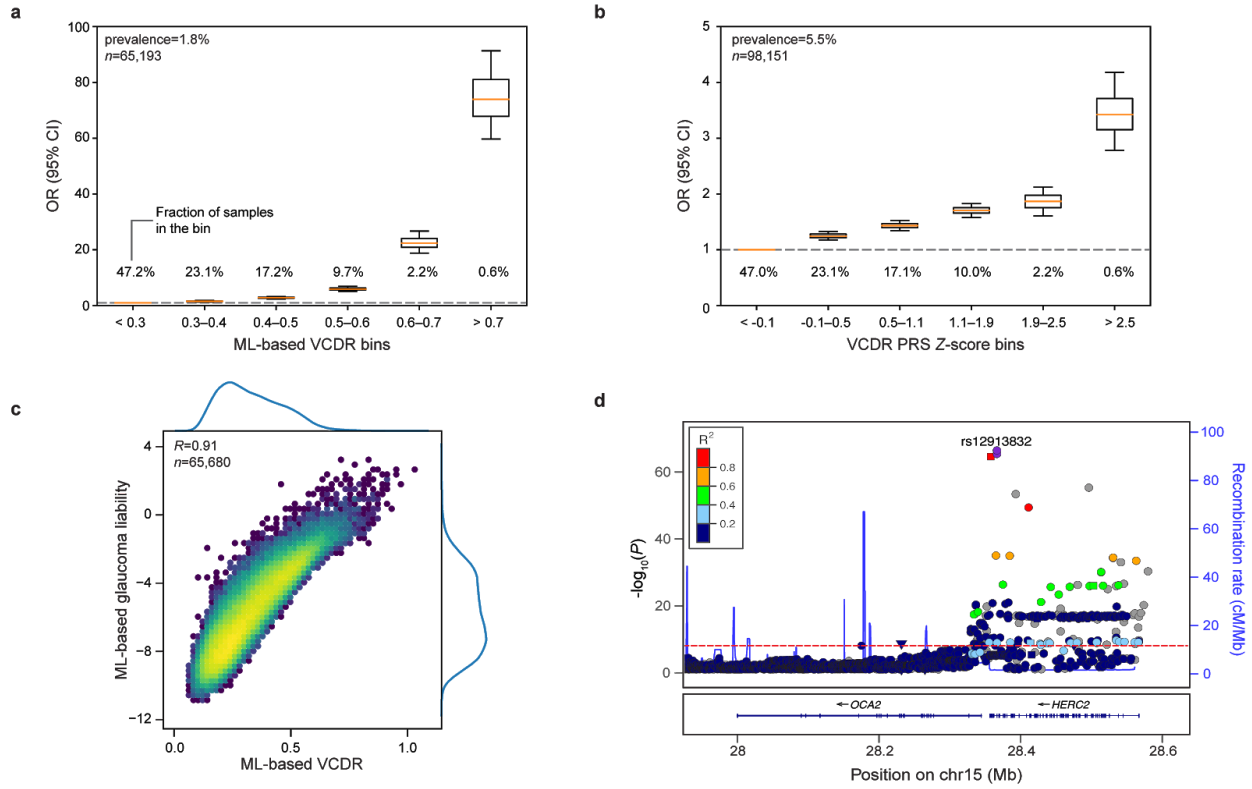 a
100
80
60
40
20
0
OR (95% CI)
prevalence=1.8%
n=65,193
Fraction of samples
in the bin
47.2% 23.1% 17.2% 9.7% 2.2% 0.6%
< 0.3 0.3–0.4 0.4–0.5 0.5–0.6 0.6–0.7 > 0.7
ML-based VCDR bins
b
5
4
3
2
1
0
OR (95% CI)
prevalence=5.5%
n=98,151
47.0% 23.1% 17.1% 10.0% 2.2% 0.6%
< -0.1 -0.1–0.5 0.5–1.1 1.1–1.9 1.9–2.5 > 2.5
VCDR PRS Z-score bins
c
R=0.91
n=65,680
4
0
−4
−8
−12
ML-based glaucoma liability
0.0 0.5 1.0
ML-based VCDR
d
R2
0.8
0.6
0.4
0.2
rs12913832
60
40
20
0
-log10(P)
100
80
60
40
20
0
Recombination rate (cM/Mb)
←OCA2
←HERC2
28 28.2 28.4 28.6
Position on chr15 (Mb)